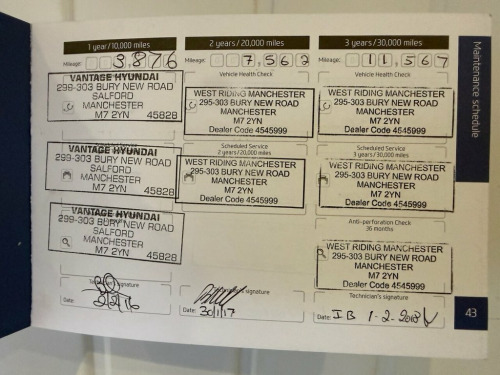 1 year/10,000 miles
Mileage: 3,876
VANTAGE HYUNDAI
299-303 BURY NEW ROAD
SALFORD
MANCHESTER
M7 2YN 45828
VANTAGE HYUNDAI
299-303 BURY NEW ROAD
SALFORD
MANCHESTER
M7 2YN 45828
VANTAGE HYUNDAI
299-303 BURY NEW ROAD
SALFORD
MANCHESTER
M7 2YN 45828
signature
Date:
2 years/20,000 miles
Mileage: 7,562
Vehicle Health Check
WEST RIDING MANCHESTER
295-303 BURY NEW ROAD
MANCHESTER
M7 2YN
Dealer Code 4545999
Scheduled Service
2 years/20,000 miles
WEST RIDING MANCHESTER
295-303 BURY NEW ROAD
MANCHESTER
M7 2YN
Dealer Code 4545999
signature
Date: 30/1/17
3 years/30,000 miles
Mileage: 11,567
Vehicle Health Check
WEST RIDING MANCHESTER
295-303 BURY NEW ROAD
MANCHESTER
M7 2YN
Dealer Code 4545999
Scheduled Service
3 years/30,000 miles
WEST RIDING MANCHESTER
295-303 BURY NEW ROAD
MANCHESTER
M7 2YN
Dealer Code 4545999
Anti-perforation Check
36 months
WEST RIDING MANCHESTER
295-303 BURY NEW ROAD
MANCHESTER
M7 2YN
Dealer Code 4545999
Technician's signature
Date: JB 1-2-2018
Maintenance schedule
43